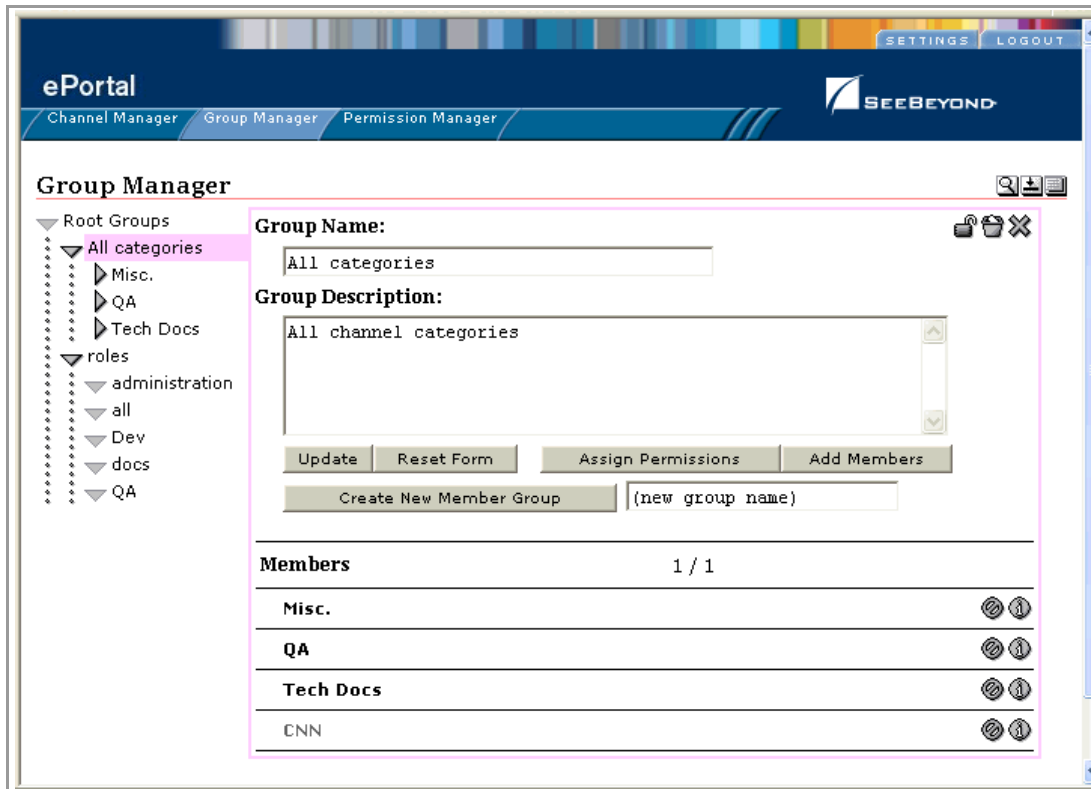 SETTINGS LOGOUT
ePortal
SEEBEYOND
Channel Manager Group Manager Permission Manager
Group Manager
Root Groups
All categories
Misc.
QA
Tech Docs
roles
administration
all
Dev
docs
QA
Group Name:
All categories
Group Description:
All channel categories
Update Reset Form Assign Permissions Add Members
Create New Member Group (new group name)
Members 1 / 1
Misc.
QA
Tech Docs
CNN